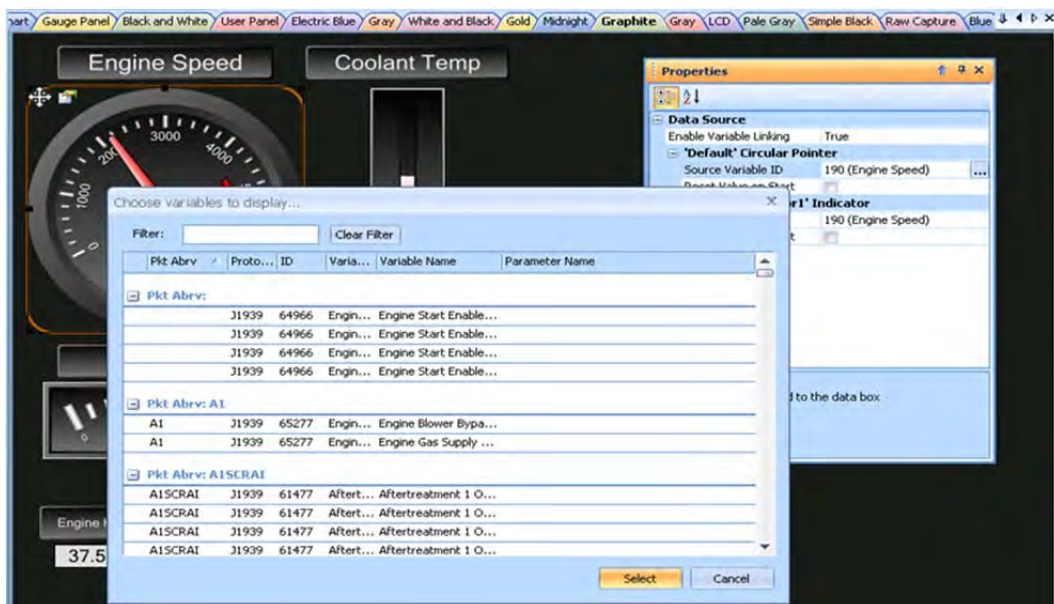 Gauge Panel Black and White User Panel Electric Blue Gray White and Black Gold Midnight Graphite Gray LCD Pale Gray Simple Black Raw Capture Blue
Engine Speed
Coolant Temp
3000
4000
1000
0
Properties
Data Source
Enable Variable Linking True
'Default' Circular Pointer
Source Variable ID 190 (Engine Speed) ...
Reset Value on Start
Indicator
190 (Engine Speed)
Choose variables to display...
Filter: Clear Filter
Pkt Abrv Proto... ID Varia... Variable Name Parameter Name
Pkt Abrv:
J1939 64966 Engin... Engine Start Enable...
J1939 64966 Engin... Engine Start Enable...
J1939 64966 Engin... Engine Start Enable...
J1939 64966 Engin... Engine Start Enable...
Pkt Abrv: A1
A1 J1939 65277 Engin... Engine Blower Bypa...
A1 J1939 65277 Engin... Engine Gas Supply ...
Pkt Abrv: A1SCRAI
A1SCRAI J1939 61477 Aftert... Aftertreatment 1 O...
A1SCRAI J1939 61477 Aftert... Aftertreatment 1 O...
A1SCRAI J1939 61477 Aftert... Aftertreatment 1 O...
A1SCRAI J1939 61477 Aftert... Aftertreatment 1 O...
d to the data box
0
Engine
37.5
Select Cancel